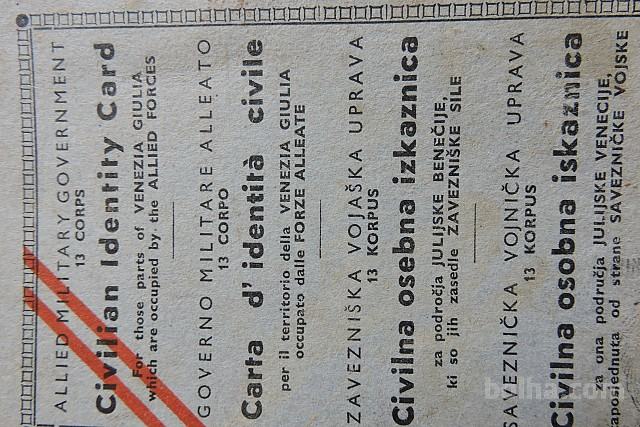 ALLIED MILITARY GOVERNMENT
13 CORPS
Civilian Identity Card
For those parts of VENEZIA GIULIA
which are occupied by the ALLIED FORCES
GOVERNO MILITARE ALLEATO
13 CORPO
Carta d' identità civile
per il territorio della VENEZIA GIULIA
occupato dalle FORZE ALLEATE
ZAVEZNIŠKA VOJAŠKA UPRAVA
13 KORPUS
Civilna osebna izkaznica
za področja JULIJSKE BENEČIJE,
ki so jih zasedle ZAVEZNIŠKE SILE
SAVEZNIČKA VOJNIČKA UPRAVA
13 KORPUS
Civilna osobna iskaznica
za ona područja JULIJSKE VENECIJE,
zaposlednuta od strane SAVEZNIČKE VOJSKE
bolha.com